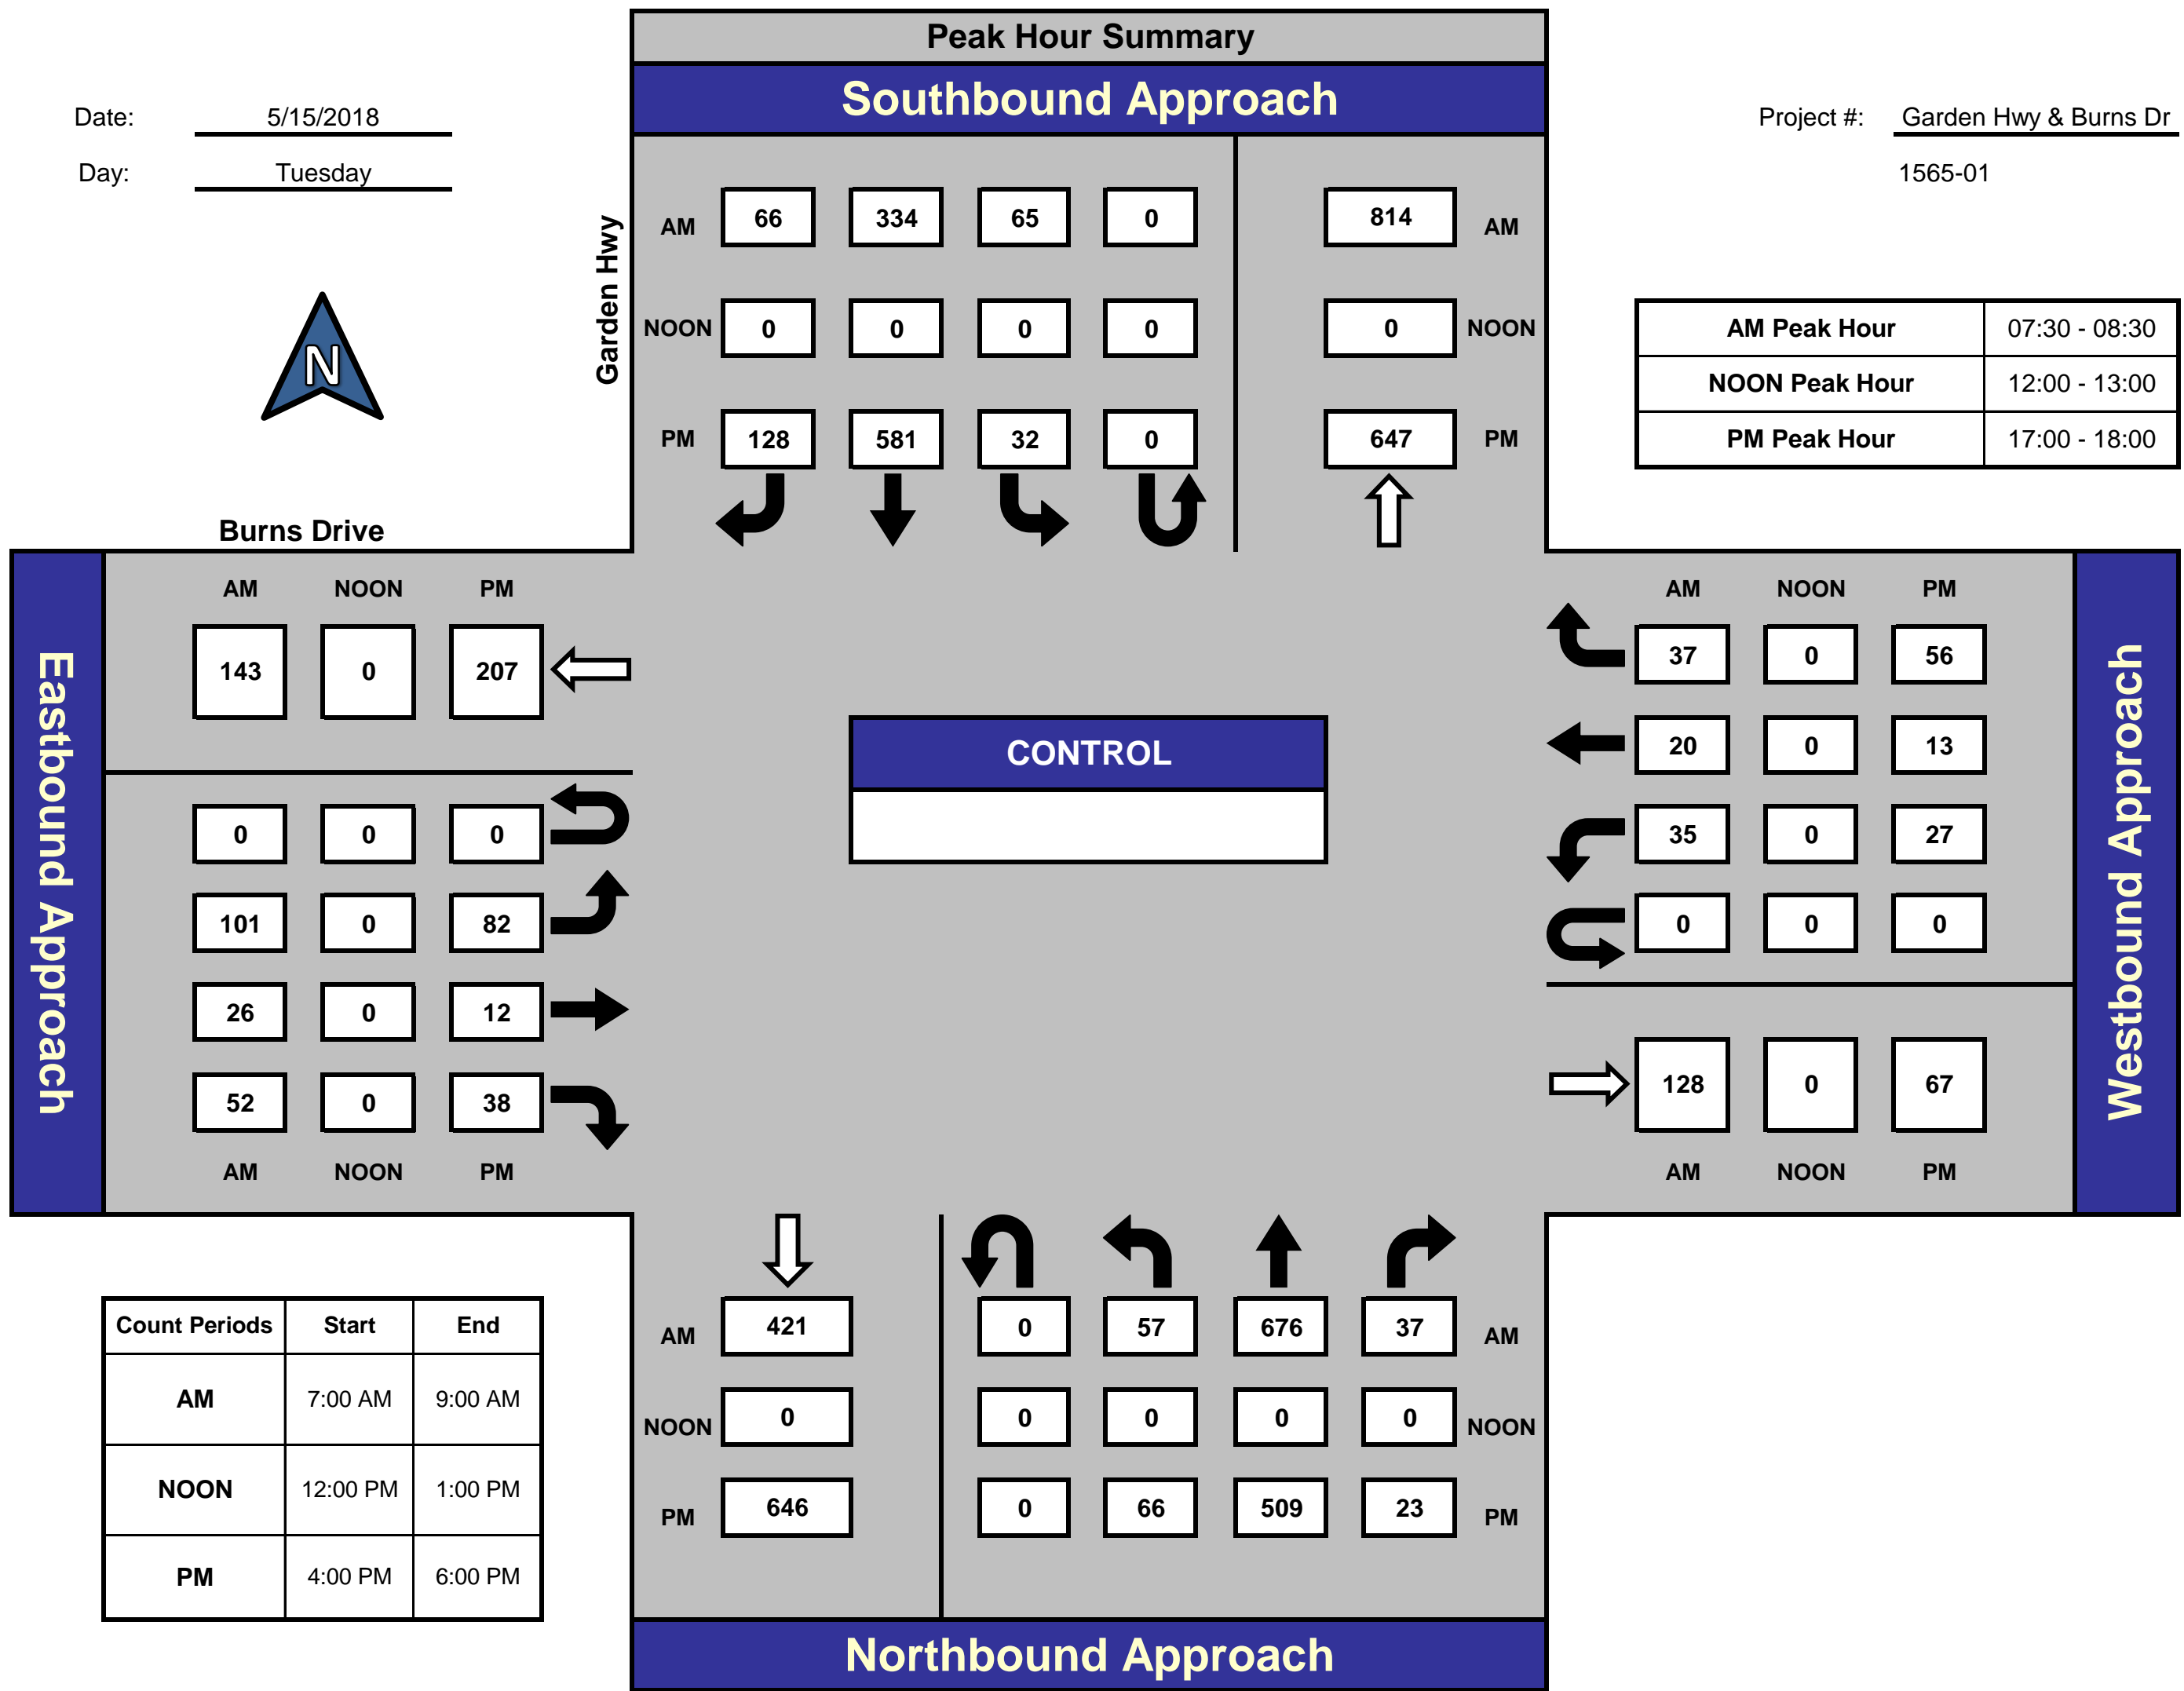 Peak Hour Summary
Southbound Approach
Date: 5/15/2018
Day: Tuesday
Project #: Garden Hwy & Burns Dr
1565-01
N
Garden Hwy
AM 66 334 65 0 814 AM
NOON 0 0 0 0 0 NOON
PM 128 581 32 0 647 PM
AM Peak Hour 07:30 - 08:30
NOON Peak Hour 12:00 - 13:00
PM Peak Hour 17:00 - 18:00
Burns Drive
Eastbound Approach
AM NOON PM
143 0 207
0 0 0
101 0 82
26 0 12
52 0 38
AM NOON PM
CONTROL
AM NOON PM
37 0 56
20 0 13
35 0 27
0 0 0
128 0 67
AM NOON PM
Westbound Approach
Count Periods Start End
AM 7:00 AM 9:00 AM
NOON 12:00 PM 1:00 PM
PM 4:00 PM 6:00 PM
AM 421 0 57 676 37 AM
NOON 0 0 0 0 0 NOON
PM 646 0 66 509 23 PM
Northbound Approach